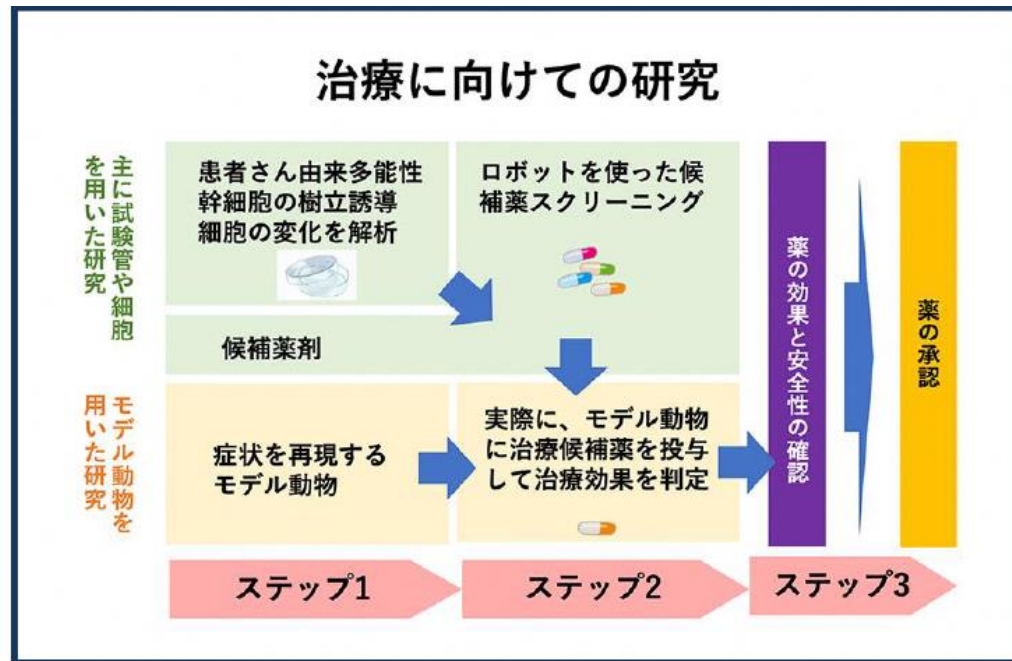 治療に向けての研究
主に試験管や細胞
を用いた研究
患者さん由来多能性
幹細胞の樹立誘導
細胞の変化を解析
ロボットを使った候
補薬スクリーニング
候補薬剤
モデル動物を
用いた研究
症状を再現する
モデル動物
実際に、モデル動物
に治療候補薬を投与
して治療効果を判定
薬の効果と安全性の確認
薬の承認
ステップ1
ステップ2
ステップ3